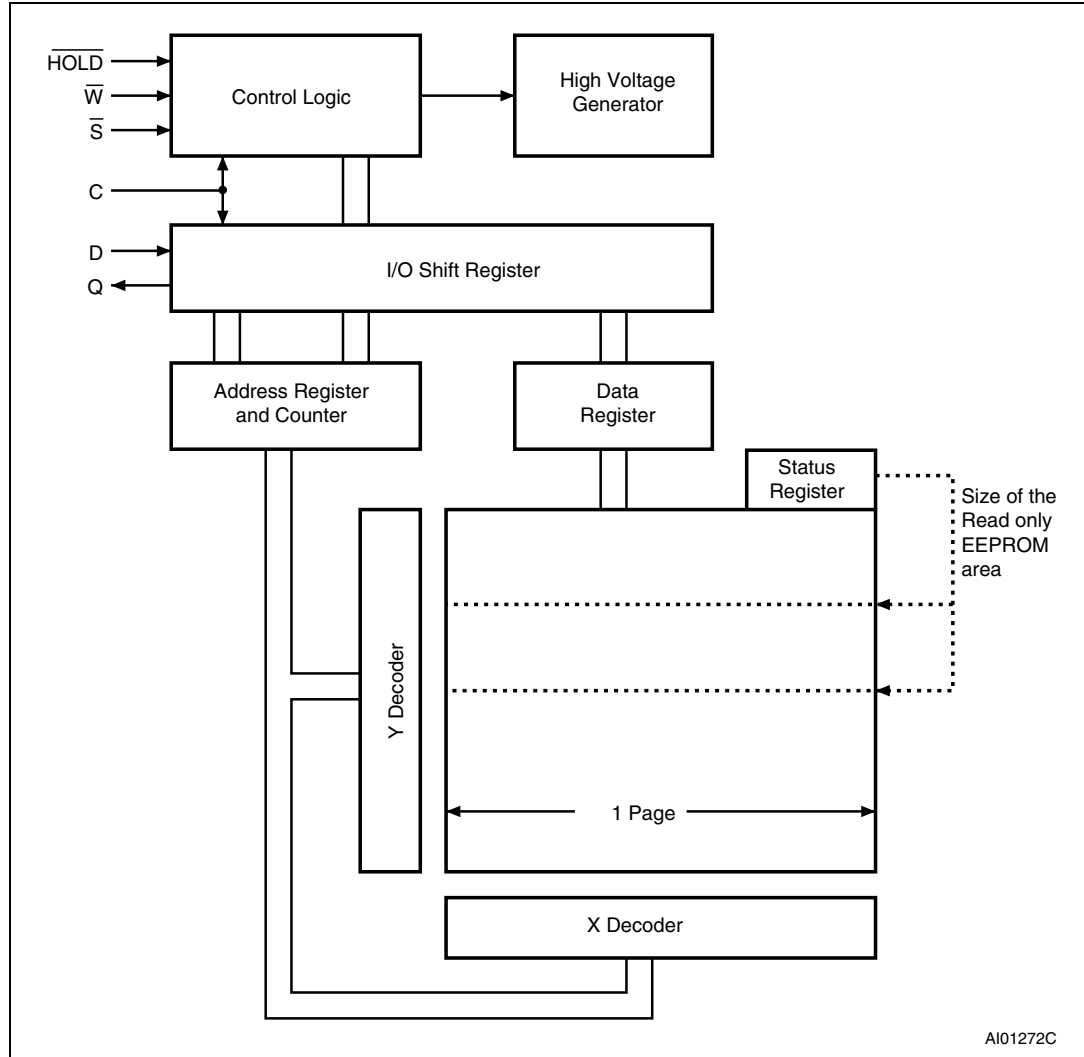 H̅O̅L̅D̅
W̅
S̅
C
D
Q
Control Logic
High Voltage
Generator
I/O Shift Register
Address Register
and Counter
Data
Register
Status
Register
Size of the
Read only
EEPROM
area
Y Decoder
1 Page
X Decoder
AI01272C